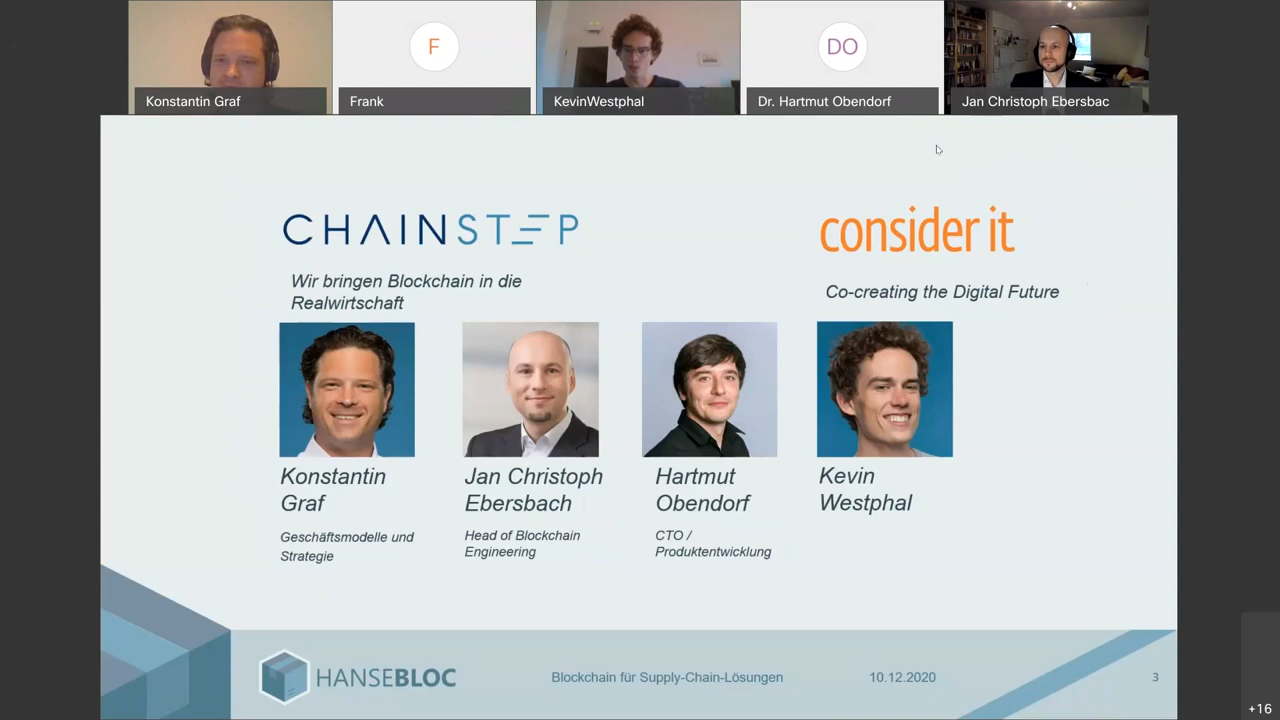 F
DO
Konstantin Graf
Frank
KevinWestphal
Dr. Hartmut Obendorf
Jan Christoph Ebersbac
CHAINSTEP
consider it
Wir bringen Blockchain in die
Realwirtschaft
Co-creating the Digital Future
Konstantin
Graf
Geschäftsmodelle und
Strategie
Jan Christoph
Ebersbach
Head of Blockchain
Engineering
Hartmut
Obendorf
CTO /
Produktentwicklung
Kevin
Westphal
HANSEBLOC
Blockchain für Supply-Chain-Lösungen
10.12.2020
3
+16